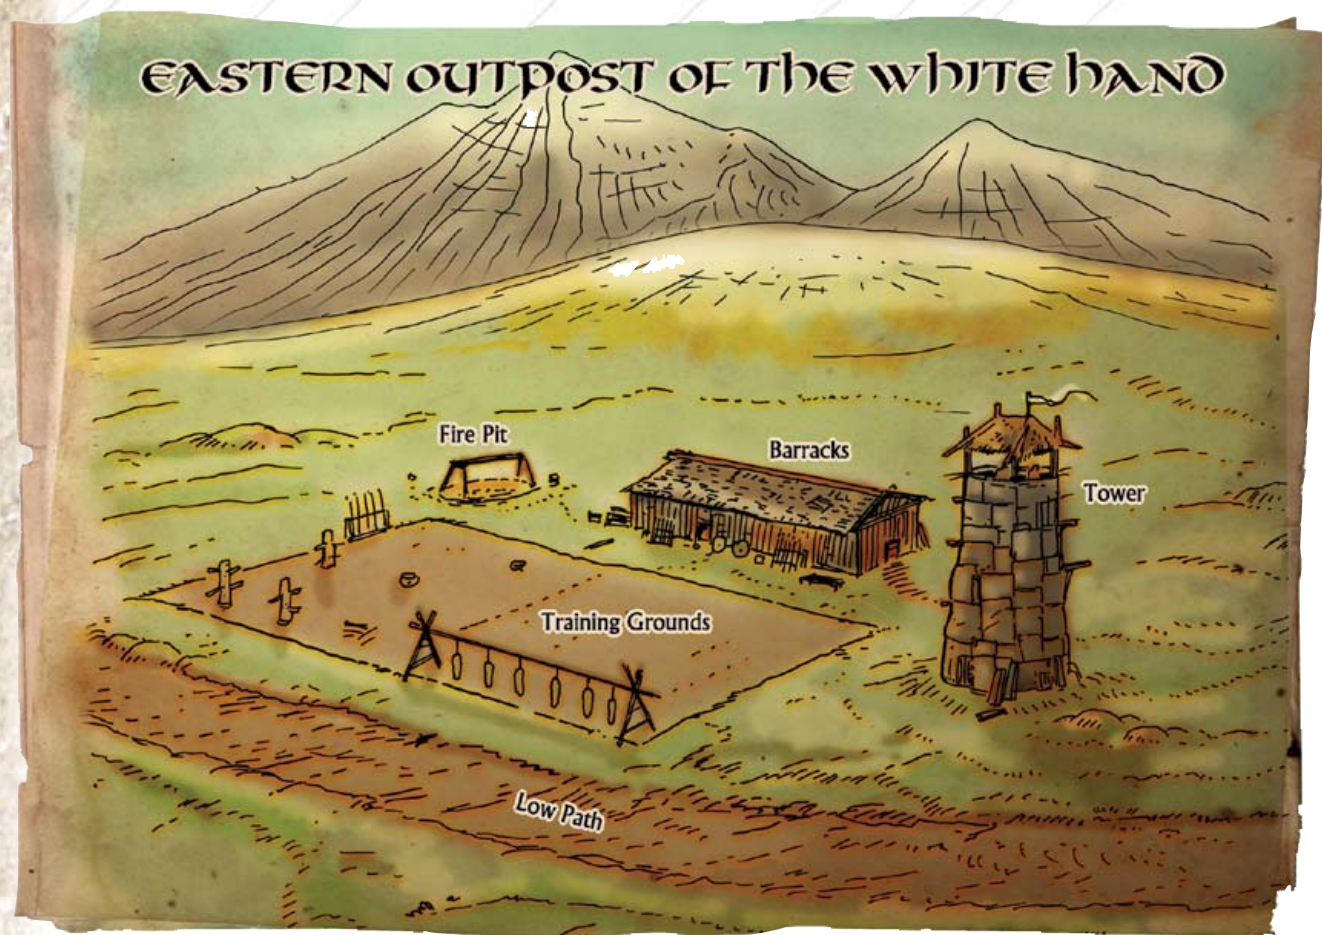 EASTERN OUTPOST OF THE WHITE HAND
Fire Pit
Barracks
Tower
Training Grounds
Low Path